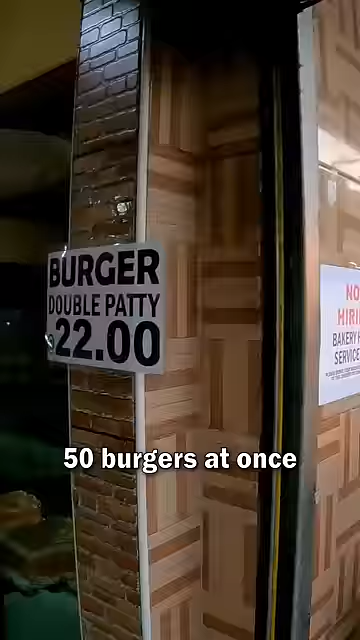 BURGER
DOUBLE PATTY
22.00
NO
HIRI
BAKERY H
SERVICE
50 burgers at once